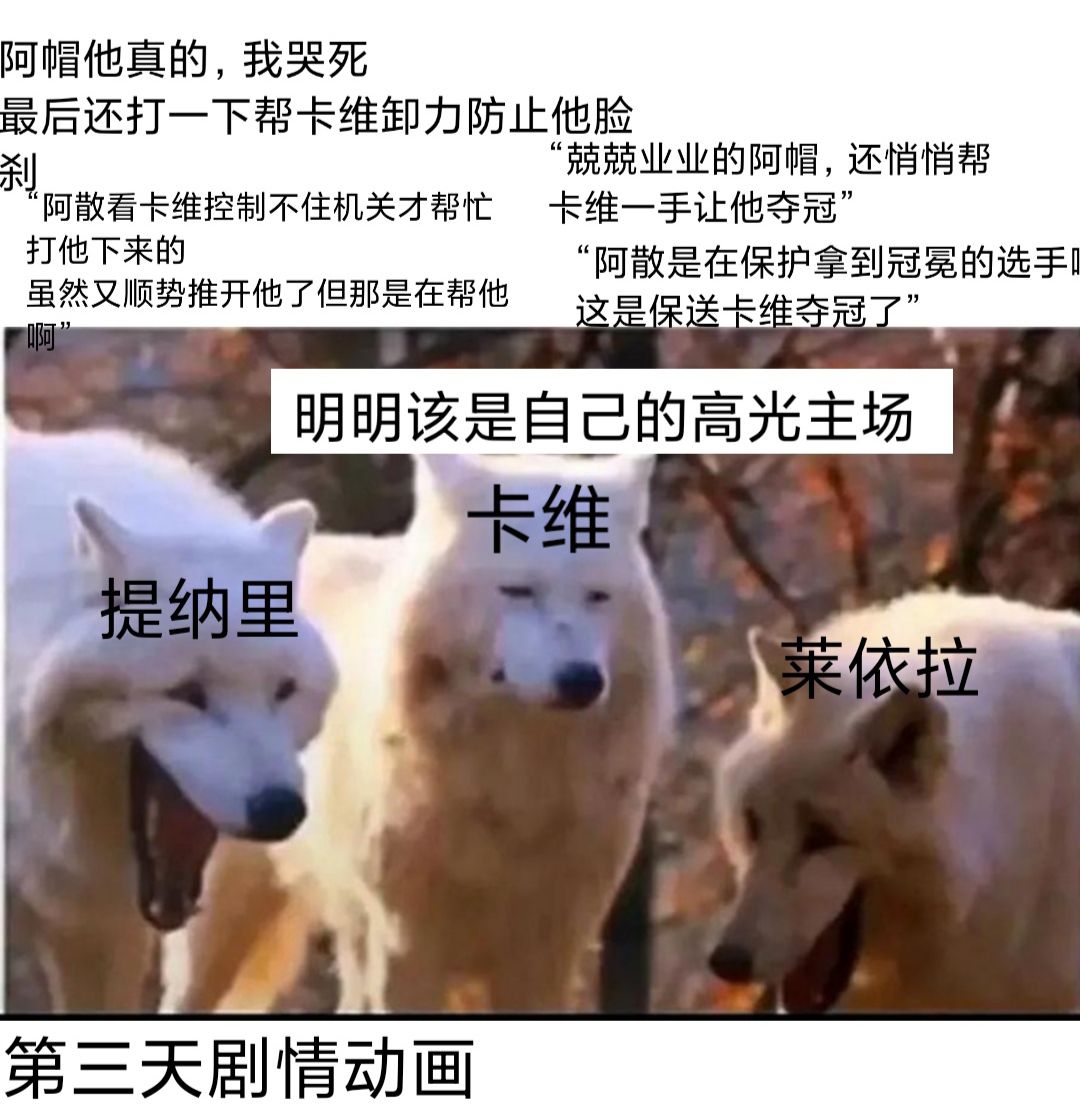 阿帽他真的，我哭死
最后还打一下帮卡维卸力防止他脸
刹
“阿散看卡维控制不住机关才帮忙
打他下来的
虽然又顺势推开他了但那是在帮他
啊”
“兢兢业业的阿帽，还悄悄帮
卡维一手让他夺冠”
“阿散是在保护拿到冠冕的选手
这是保送卡维夺冠了”
明明该是自己的高光主场
卡维
提纳里
莱依拉
第三天剧情动画